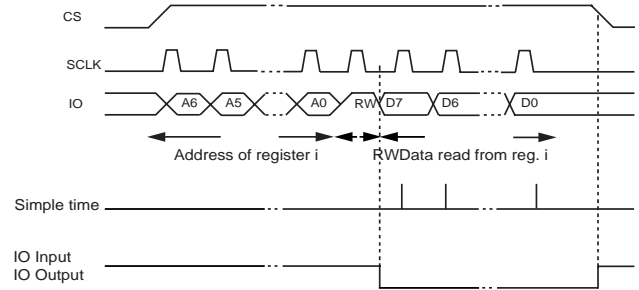 CS
SCLK
IO A6 A5 A0 RW D7 D6 D0
Address of register i RWData read from reg. i
Simple time
IO Input
IO Output